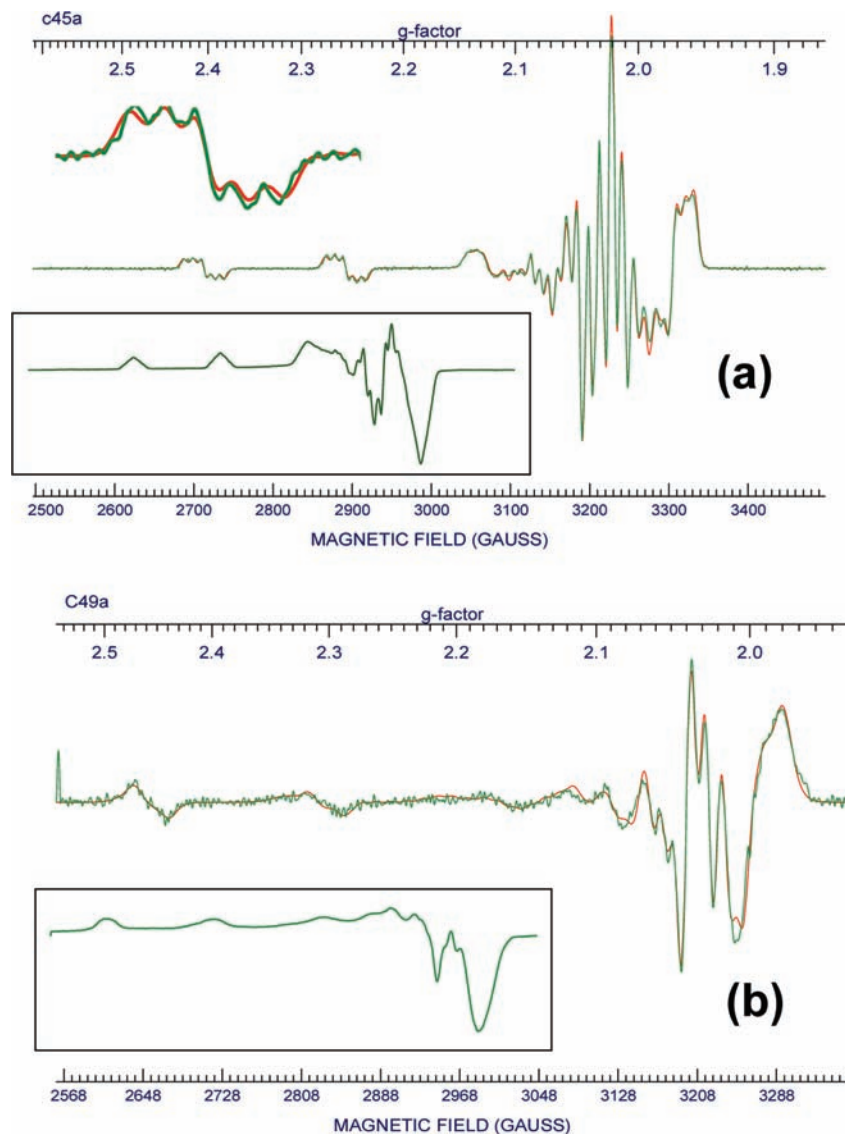 c45a
g-factor
2.5 2.4 2.3 2.2 2.1 2.0 1.9
(a)
2500 2600 2700 2800 2900 3000 3100 3200 3300 3400
MAGNETIC FIELD (GAUSS)
C49a
g-factor
2.5 2.4 2.3 2.2 2.1 2.0
(b)
2568 2648 2728 2808 2888 2968 3048 3128 3208 3288
MAGNETIC FIELD (GAUSS)